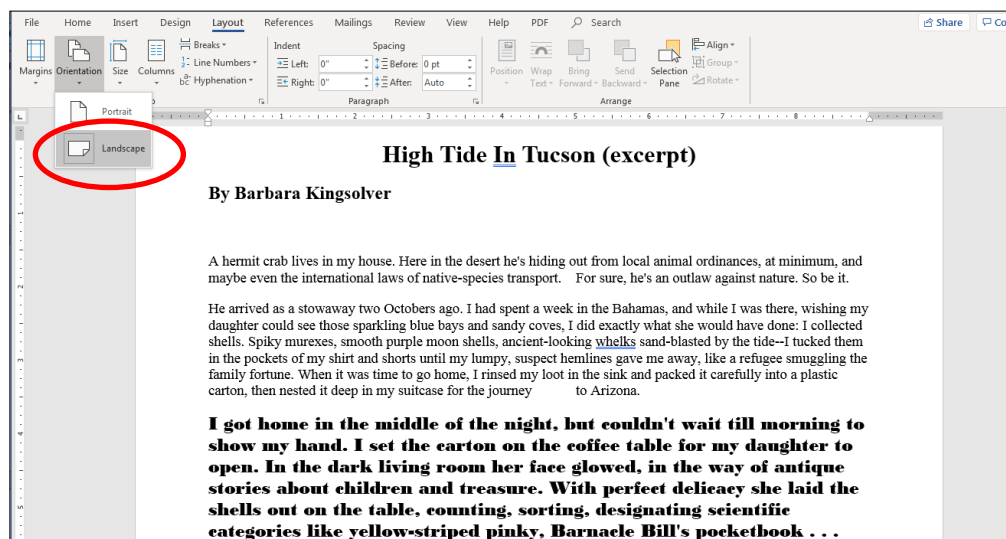 File Home Insert Design Layout References Mailings Review View Help PDF Search Share Co
Breaks Indent Spacing Align
Line Numbers Left: 0" Before: 0 pt Group
Margins Orientation Size Columns Hyphenation Right: 0" After: Auto Position Wrap Text Bring Forward Send Backward Selection Pane Rotate
Paragraph Arrange
Portrait
Landscape
1 2 3 4 5 6 7 8
High Tide In Tucson (excerpt)
By Barbara Kingsolver
A hermit crab lives in my house. Here in the desert he's hiding out from local animal ordinances, at minimum, and
maybe even the international laws of native-species transport. For sure, he's an outlaw against nature. So be it.
He arrived as a stowaway two Octobers ago. I had spent a week in the Bahamas, and while I was there, wishing my
daughter could see those sparkling blue bays and sandy coves, I did exactly what she would have done: I collected
shells. Spiky murexes, smooth purple moon shells, ancient-looking whelks sand-blasted by the tide--I tucked them
in the pockets of my shirt and shorts until my lumpy, suspect hemlines gave me away, like a refugee smuggling the
family fortune. When it was time to go home, I rinsed my loot in the sink and packed it carefully into a plastic
carton, then nested it deep in my suitcase for the journey to Arizona.
I got home in the middle of the night, but couldn't wait till morning to
show my hand. I set the carton on the coffee table for my daughter to
open. In the dark living room her face glowed, in the way of antique
stories about children and treasure. With perfect delicacy she laid the
shells out on the table, counting, sorting, designating scientific
categories like yellow-striped pinky, Barnacle Bill's pocketbook . . .